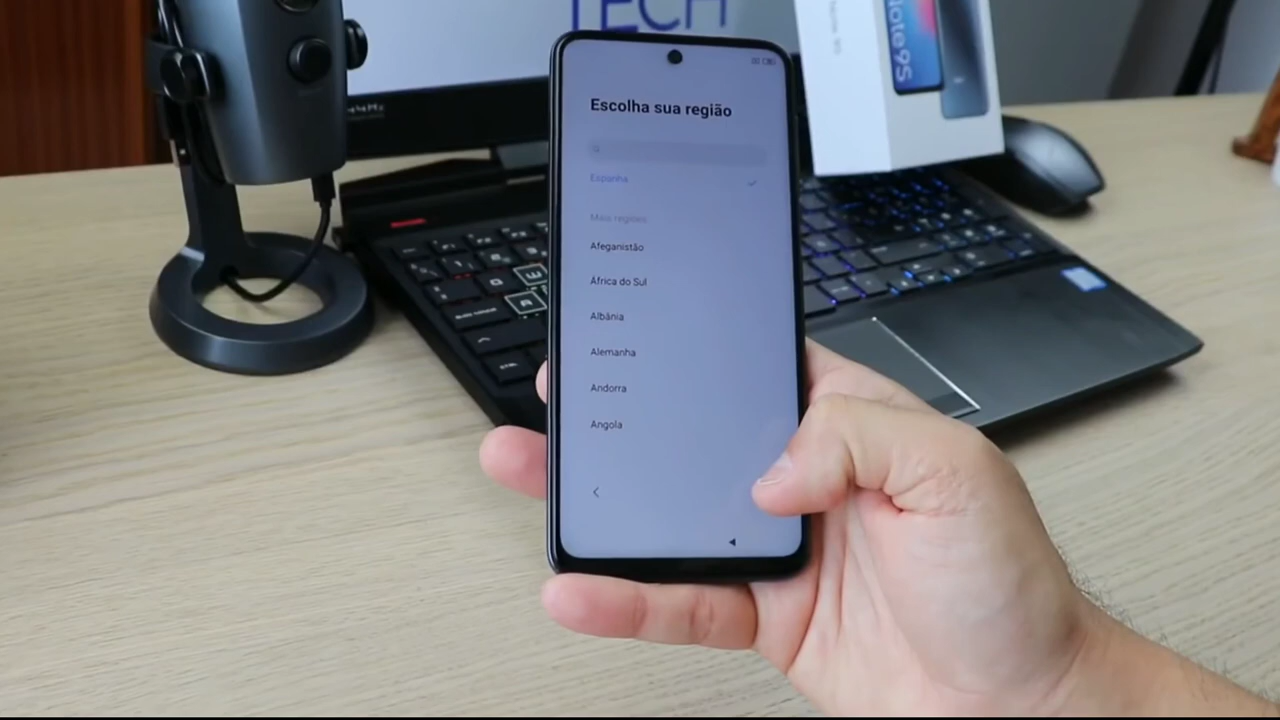 TECH
Note 9S
Escolha sua região
Espanha
Mais regiões
Afeganistão
África do Sul
Albânia
Alemanha
Andorra
Angola
W
A